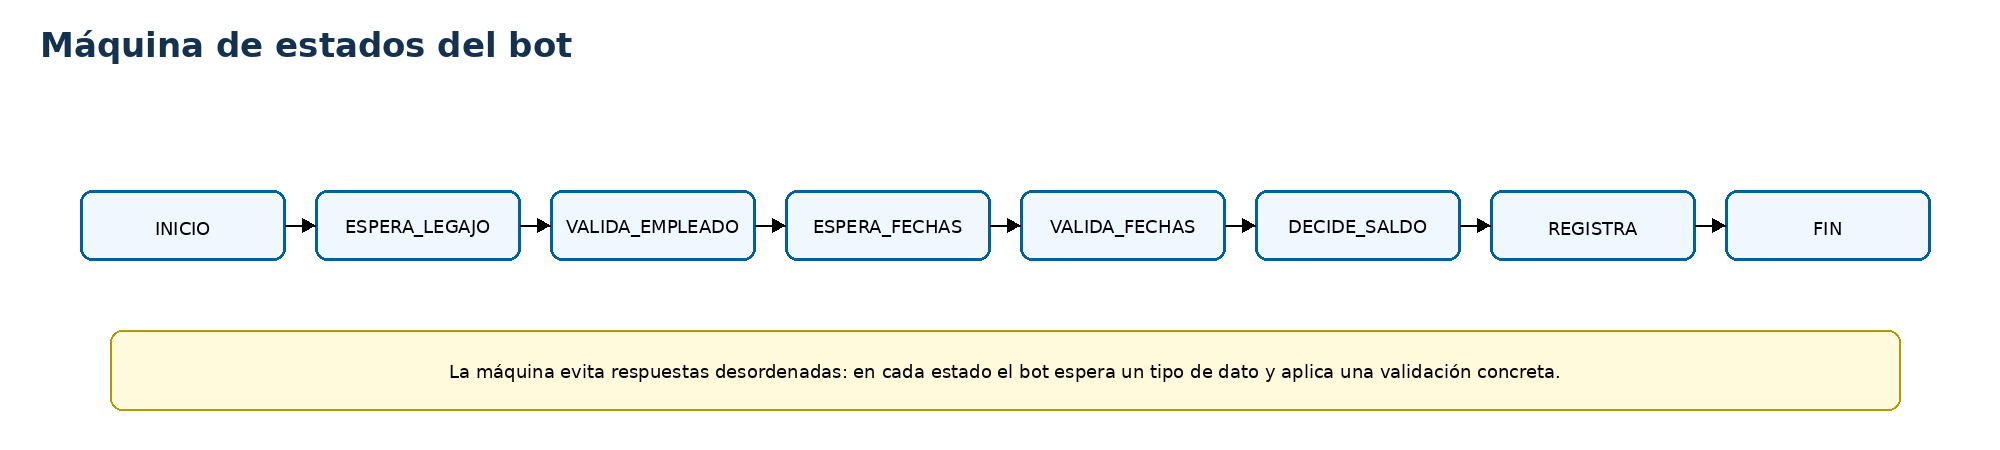 Máquina de estados del bot
INICIO
ESPERA_LEGAJO
VALIDA_EMPLEADO
ESPERA_FECHAS
VALIDA_FECHAS
DECIDE_SALDO
REGISTRA
FIN
La máquina evita respuestas desordenadas: en cada estado el bot espera un tipo de dato y aplica una validación concreta.